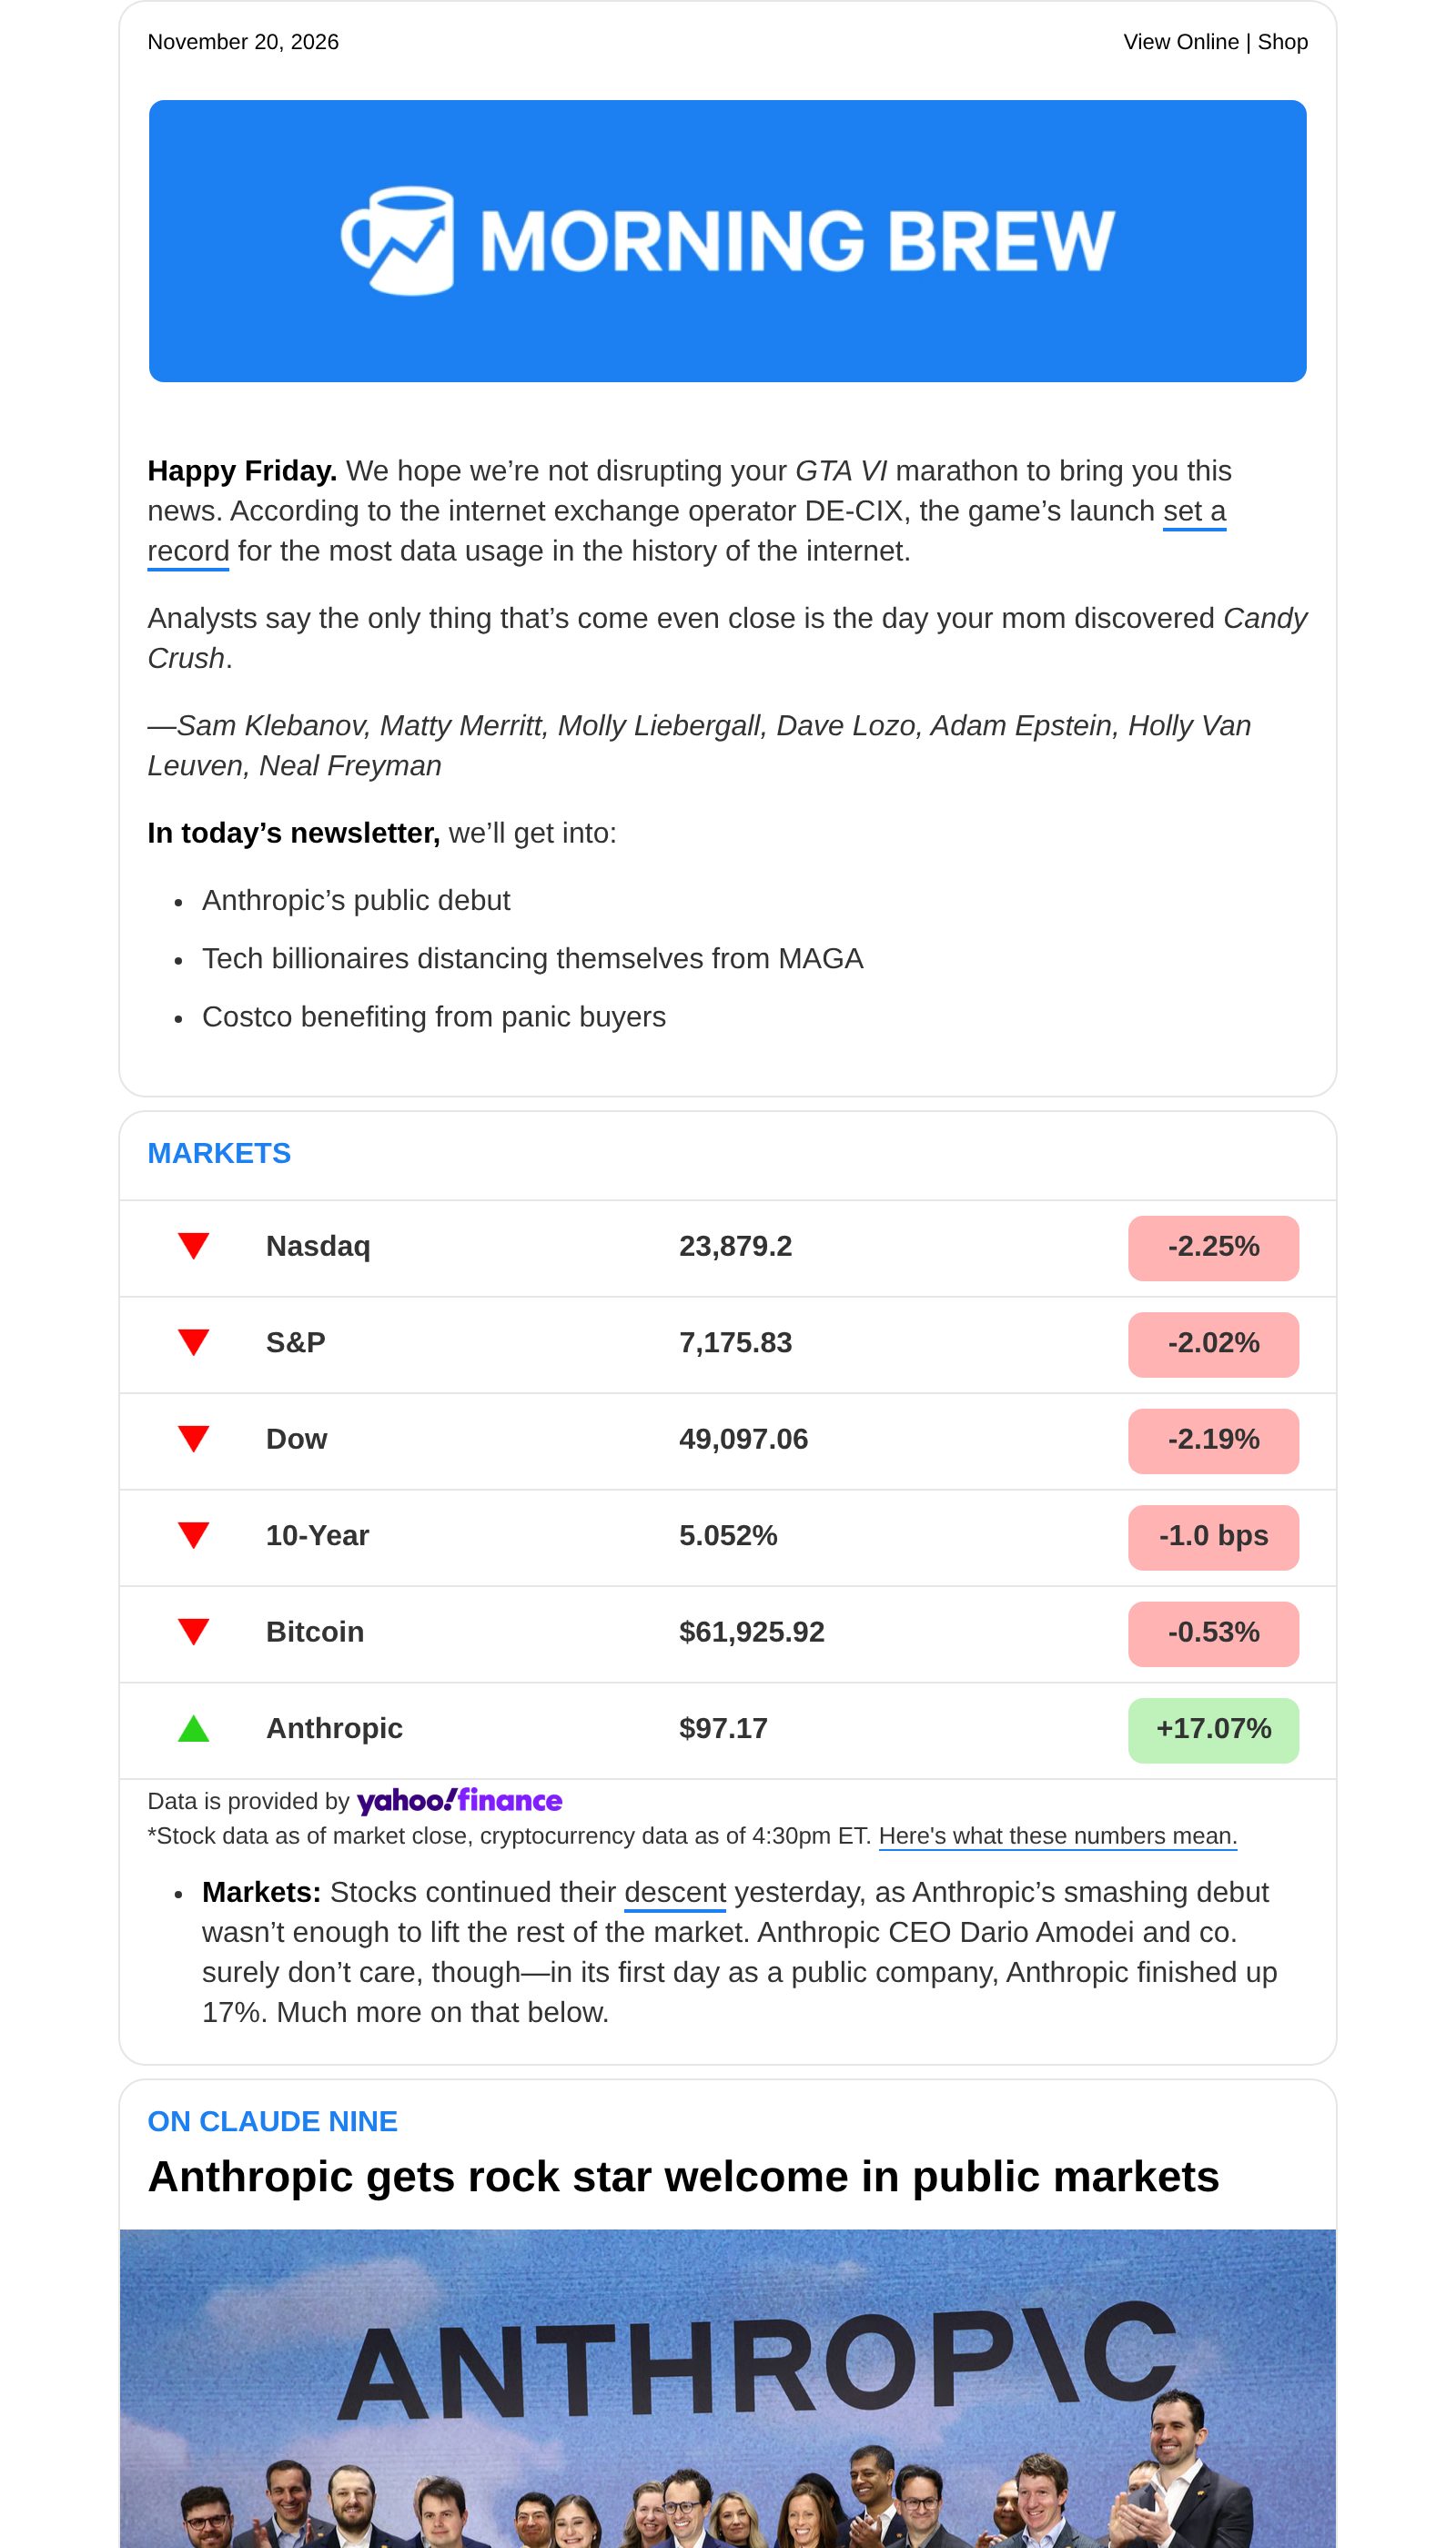 November 20, 2026
View Online | Shop
MORNING BREW
Happy Friday. We hope we’re not disrupting your GTA VI marathon to bring you this
news. According to the internet exchange operator DE-CIX, the game’s launch set a
record for the most data usage in the history of the internet.
Analysts say the only thing that’s come even close is the day your mom discovered Candy
Crush.
—Sam Klebanov, Matty Merritt, Molly Liebergall, Dave Lozo, Adam Epstein, Holly Van
Leuven, Neal Freyman
In today’s newsletter, we’ll get into:
• Anthropic’s public debut
• Tech billionaires distancing themselves from MAGA
• Costco benefiting from panic buyers
MARKETS
Nasdaq 23,879.2 -2.25%
S&P 7,175.83 -2.02%
Dow 49,097.06 -2.19%
10-Year 5.052% -1.0 bps
Bitcoin $61,925.92 -0.53%
Anthropic $97.17 +17.07%
Data is provided by yahoo!finance
*Stock data as of market close, cryptocurrency data as of 4:30pm ET. Here's what these numbers mean.
• Markets: Stocks continued their descent yesterday, as Anthropic’s smashing debut
wasn’t enough to lift the rest of the market. Anthropic CEO Dario Amodei and co.
surely don’t care, though—in its first day as a public company, Anthropic finished up
17%. Much more on that below.
ON CLAUDE NINE
Anthropic gets rock star welcome in public markets
ANTHROP\C